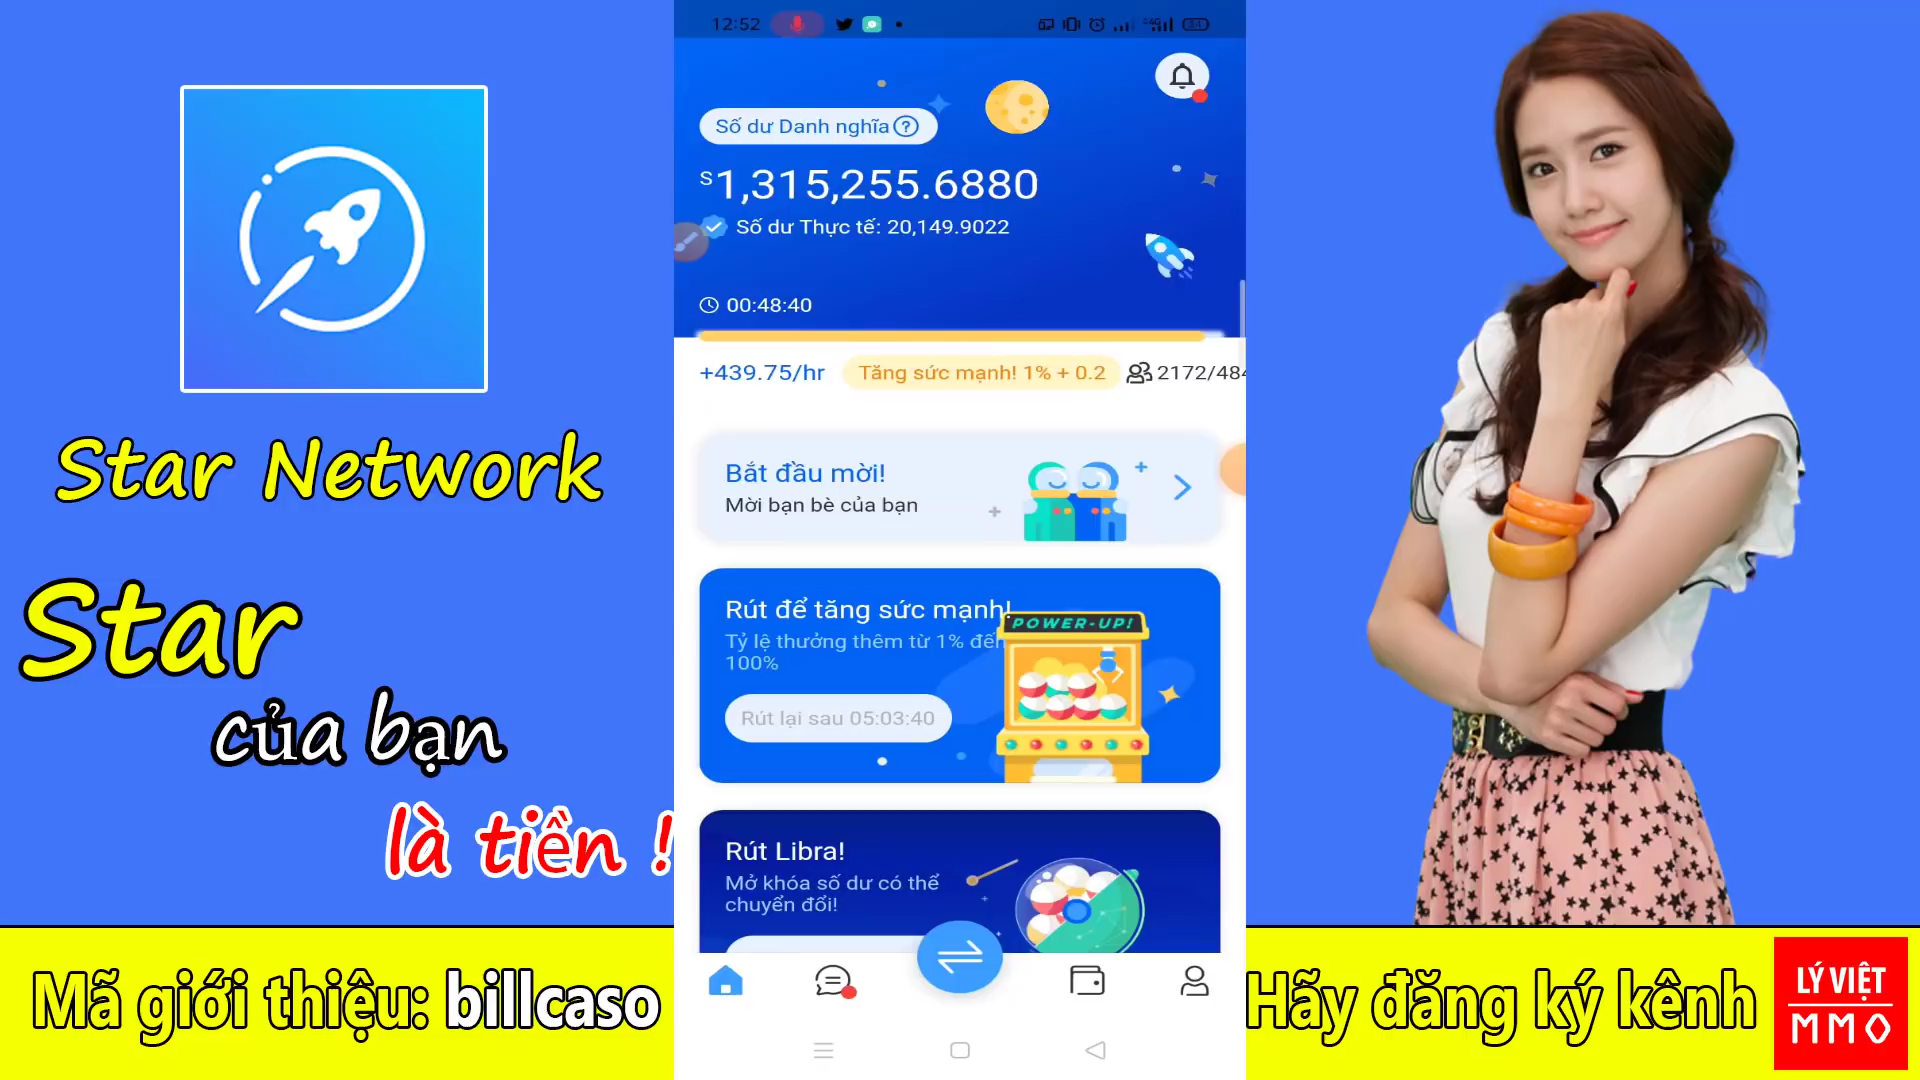 Star Network
Star
của bạn
là tiền !
Mã giới thiệu: billcaso
12:52
Số dư Danh nghĩa ?
S1,315,255.6880
Số dư Thực tế: 20,149.9022
00:48:40
+439.75/hr
Tăng sức mạnh! 1% + 0.2
2172/484
Bắt đầu mời!
Mời bạn bè của bạn
Rút để tăng sức mạnh!
Tỷ lệ thưởng thêm từ 1% đến
100%
Rút lại sau 05:03:40
POWER-UP!
Rút Libra!
Mở khóa số dư có thể
chuyển đổi!
Hãy đăng ký kênh
LÝ VIỆT
MMO